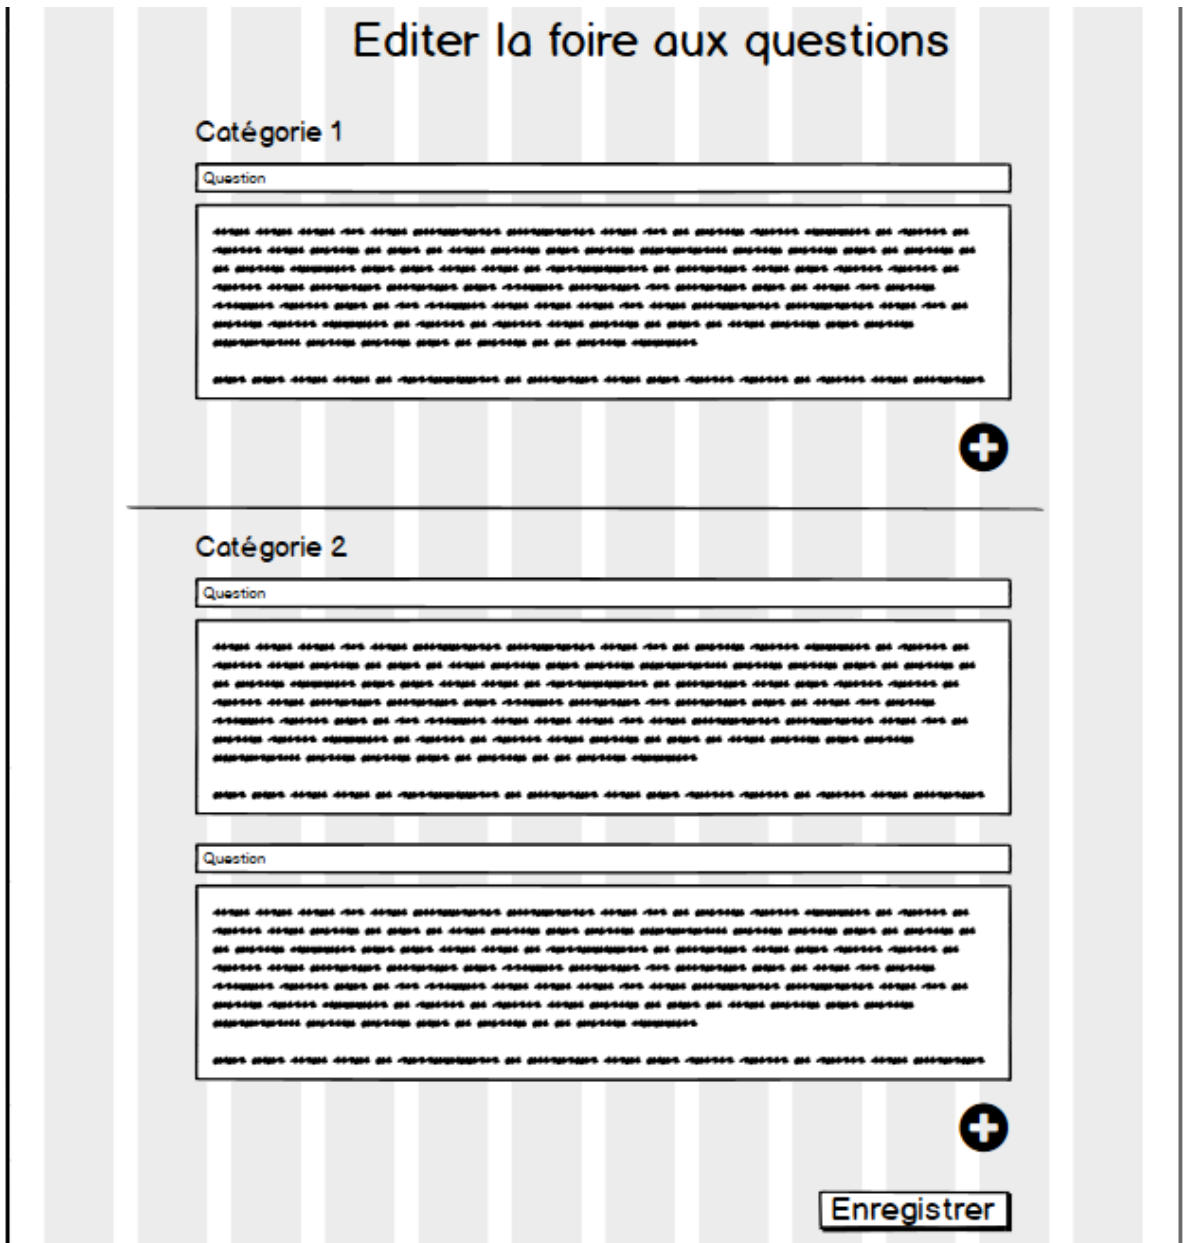 Editer la foire aux questions
Catégorie 1
Question
Catégorie 2
Question
Question
Enregistrer